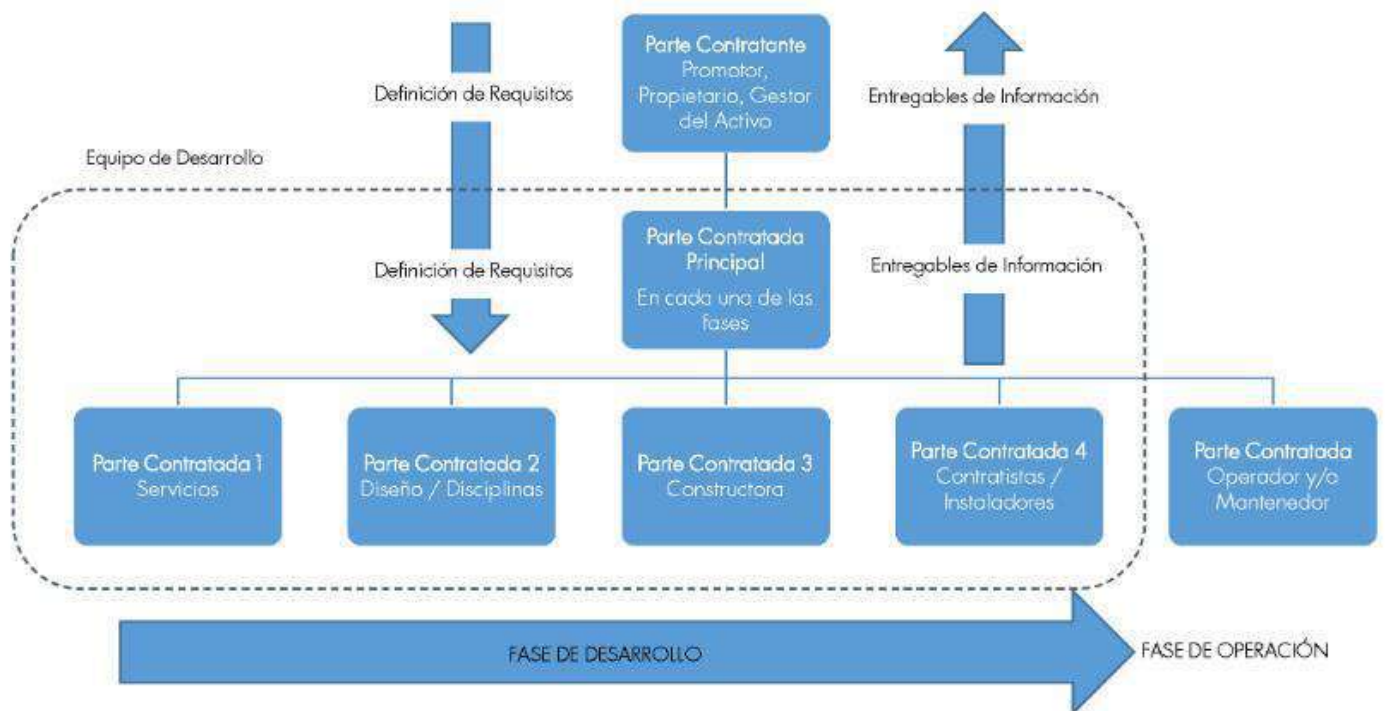 Parte Contratante
Promotor,
Propietario, Gestor
del Activo
Definición de Requisitos
Entregables de Información
Equipo de Desarrollo
Parte Contratada
Principal
En cada una de las
fases
Definición de Requisitos
Entregables de Información
Parte Contratada 1
Servicios
Parte Contratada 2
Diseño / Disciplinas
Parte Contratada 3
Constructora
Parte Contratada 4
Contratistas /
Instaladores
Parte Contratada
Operador y/o
Mantenedor
FASE DE DESARROLLO
FASE DE OPERACIÓN